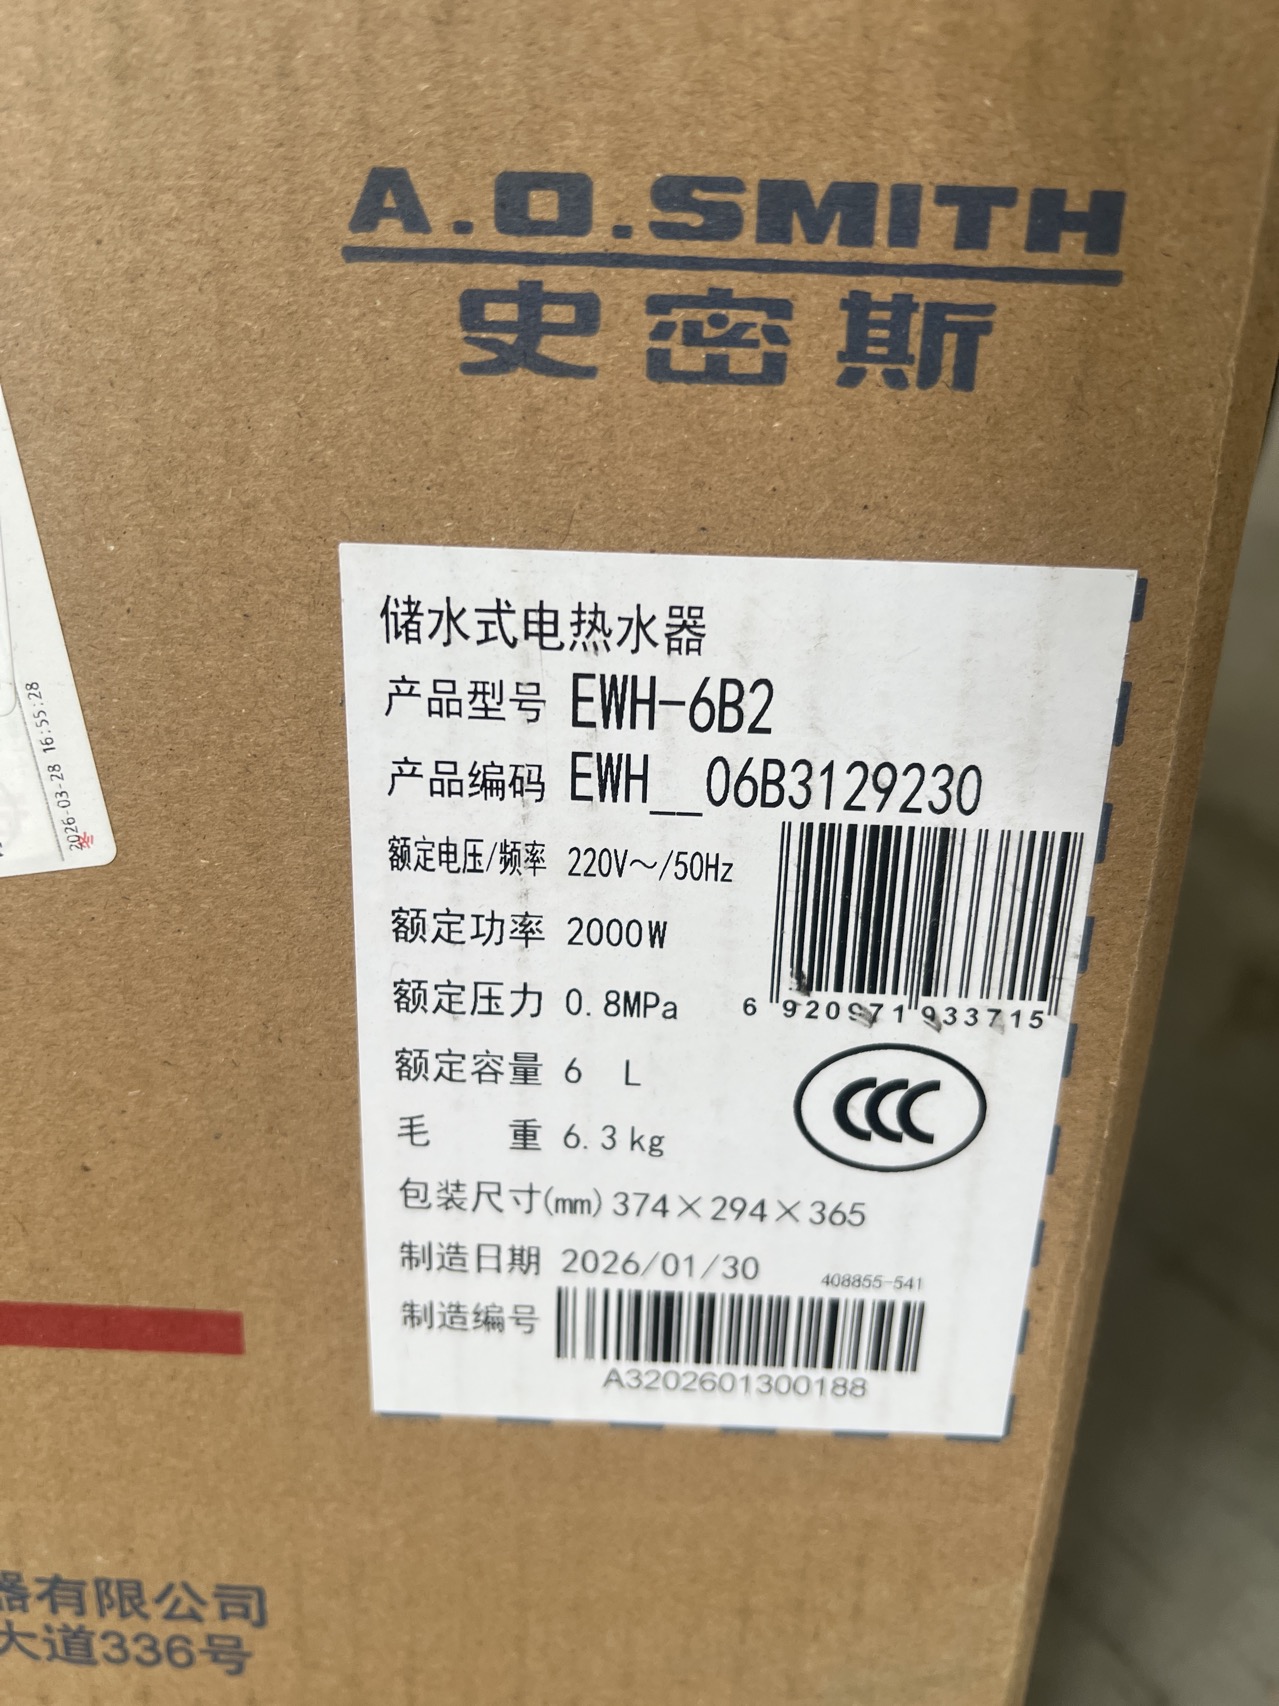 A.O.SMITH
史密斯
储水式电热水器
产品型号 EWH-6B2
产品编码 EWH__06B3129230
额定电压/频率 220V～/50Hz
额定功率 2000W
额定压力 0.8MPa
额定容量 6 L
毛 重 6.3kg
包装尺寸(mm) 374×294×365
制造日期 2026/01/30
408855-541
制造编号
A3202601300188
6 920971 933715
CCC
2026-03-28 16:55:28
器有限公司
大道336号